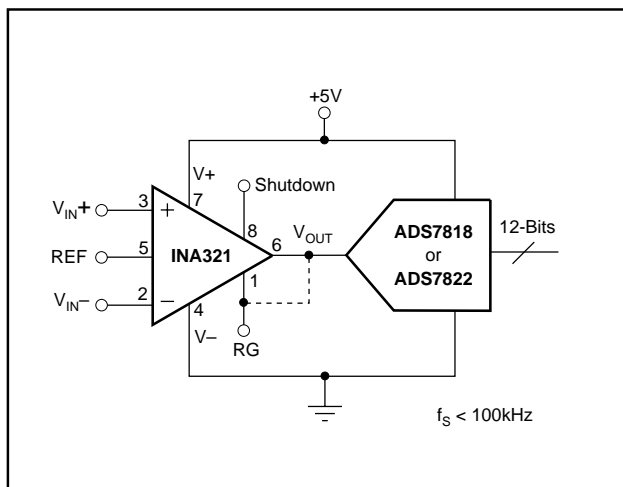 +5V
V+
Shutdown
3
7
V_IN+
+
8
V_OUT
ADS7818
or
ADS7822
12-Bits
REF
5
INA321
6
1
V_IN–
2
–
4
V–
RG
f_S < 100kHz